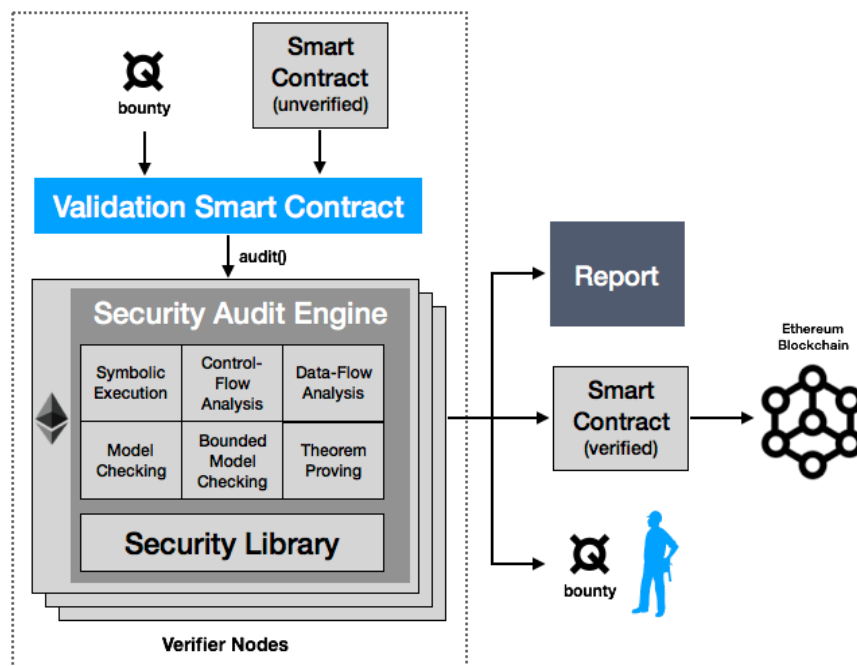 Smart
Contract
(unverified)
bounty
Validation Smart Contract
audit()
Security Audit Engine
Symbolic
Execution
Control-
Flow
Analysis
Data-Flow
Analysis
Model
Checking
Bounded
Model
Checking
Theorem
Proving
Security Library
Verifier Nodes
Report
Smart
Contract
(verified)
Ethereum
Blockchain
bounty